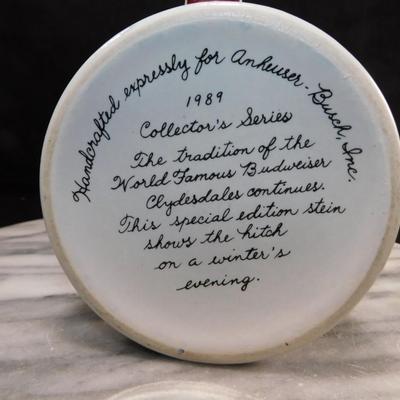 Handcrafted expressly for Anheuser-Busch, Inc.
1989
Collector's Series
The tradition of the
World Famous Budweiser
Clydesdales continues.
This special edition stein
shows the hitch
on a winter's
evening.